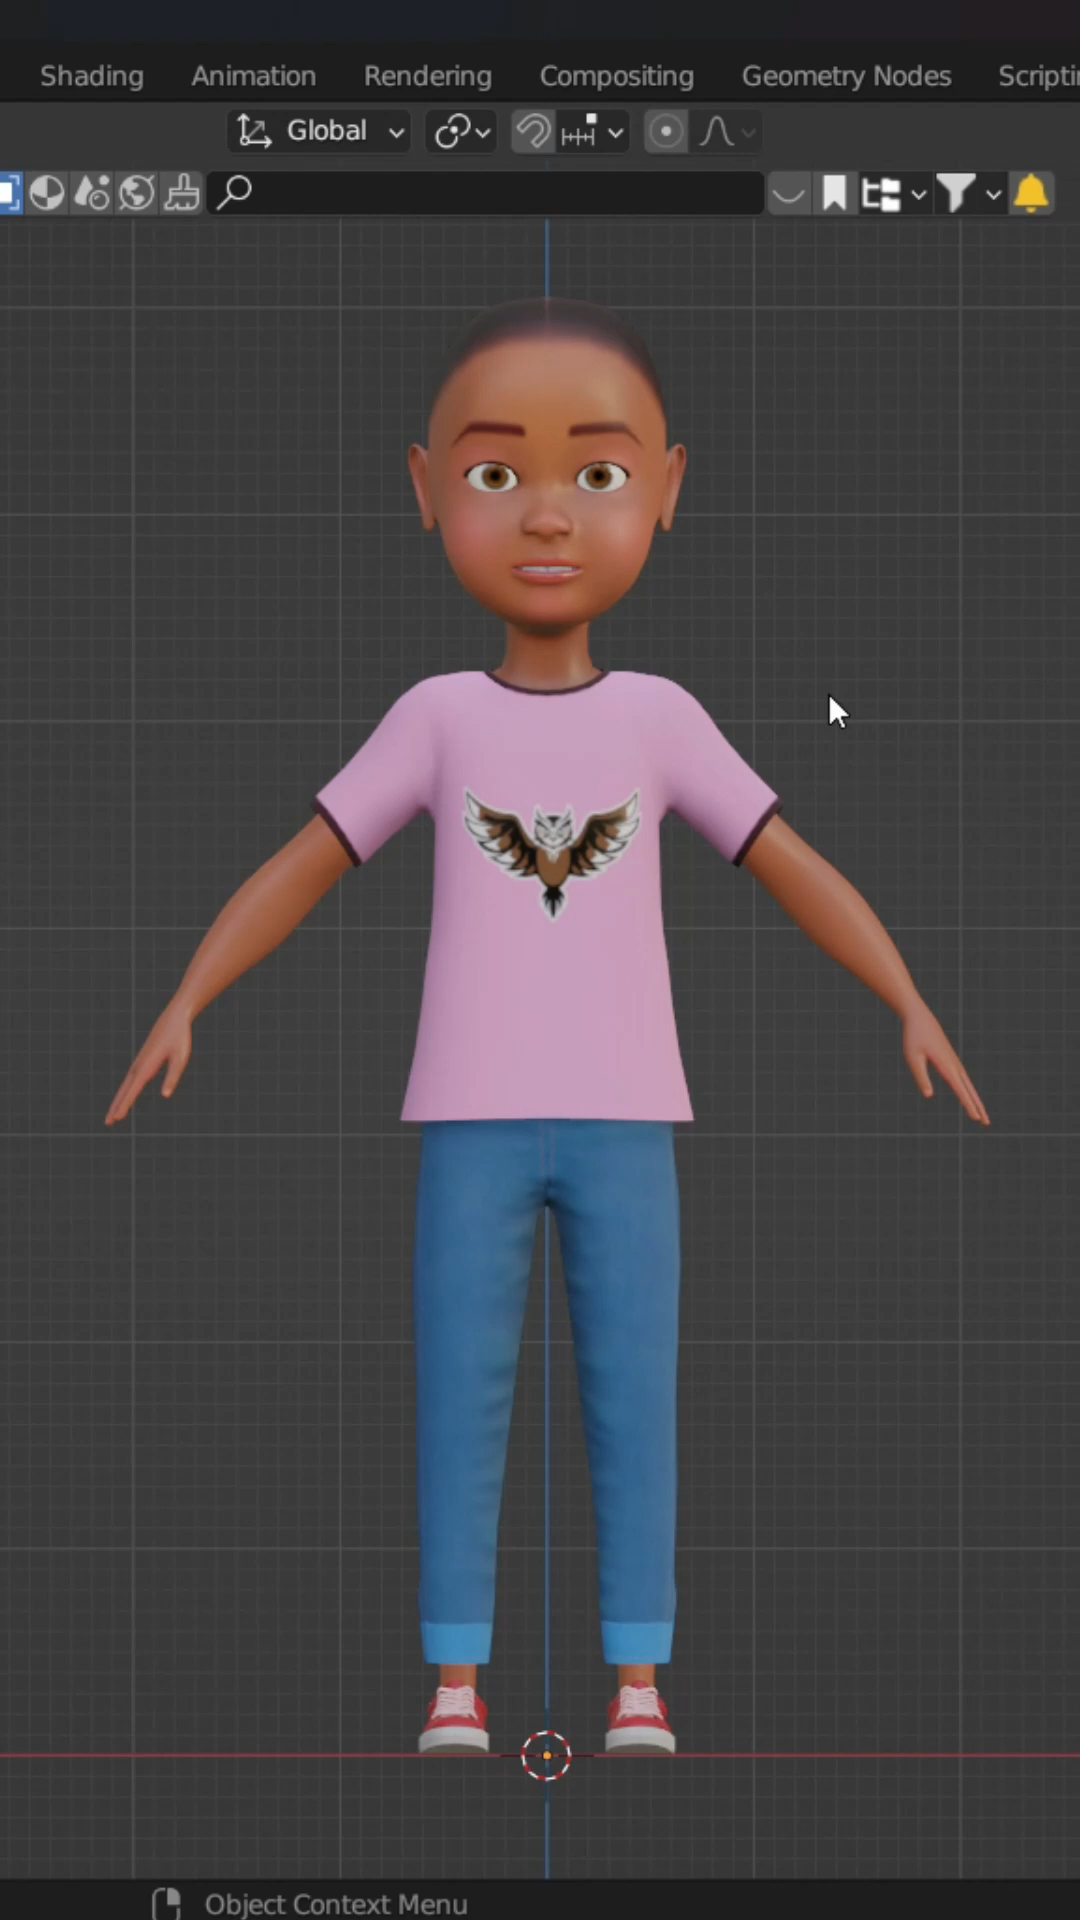 Shading Animation Rendering Compositing Geometry Nodes
Global
Object Context Menu